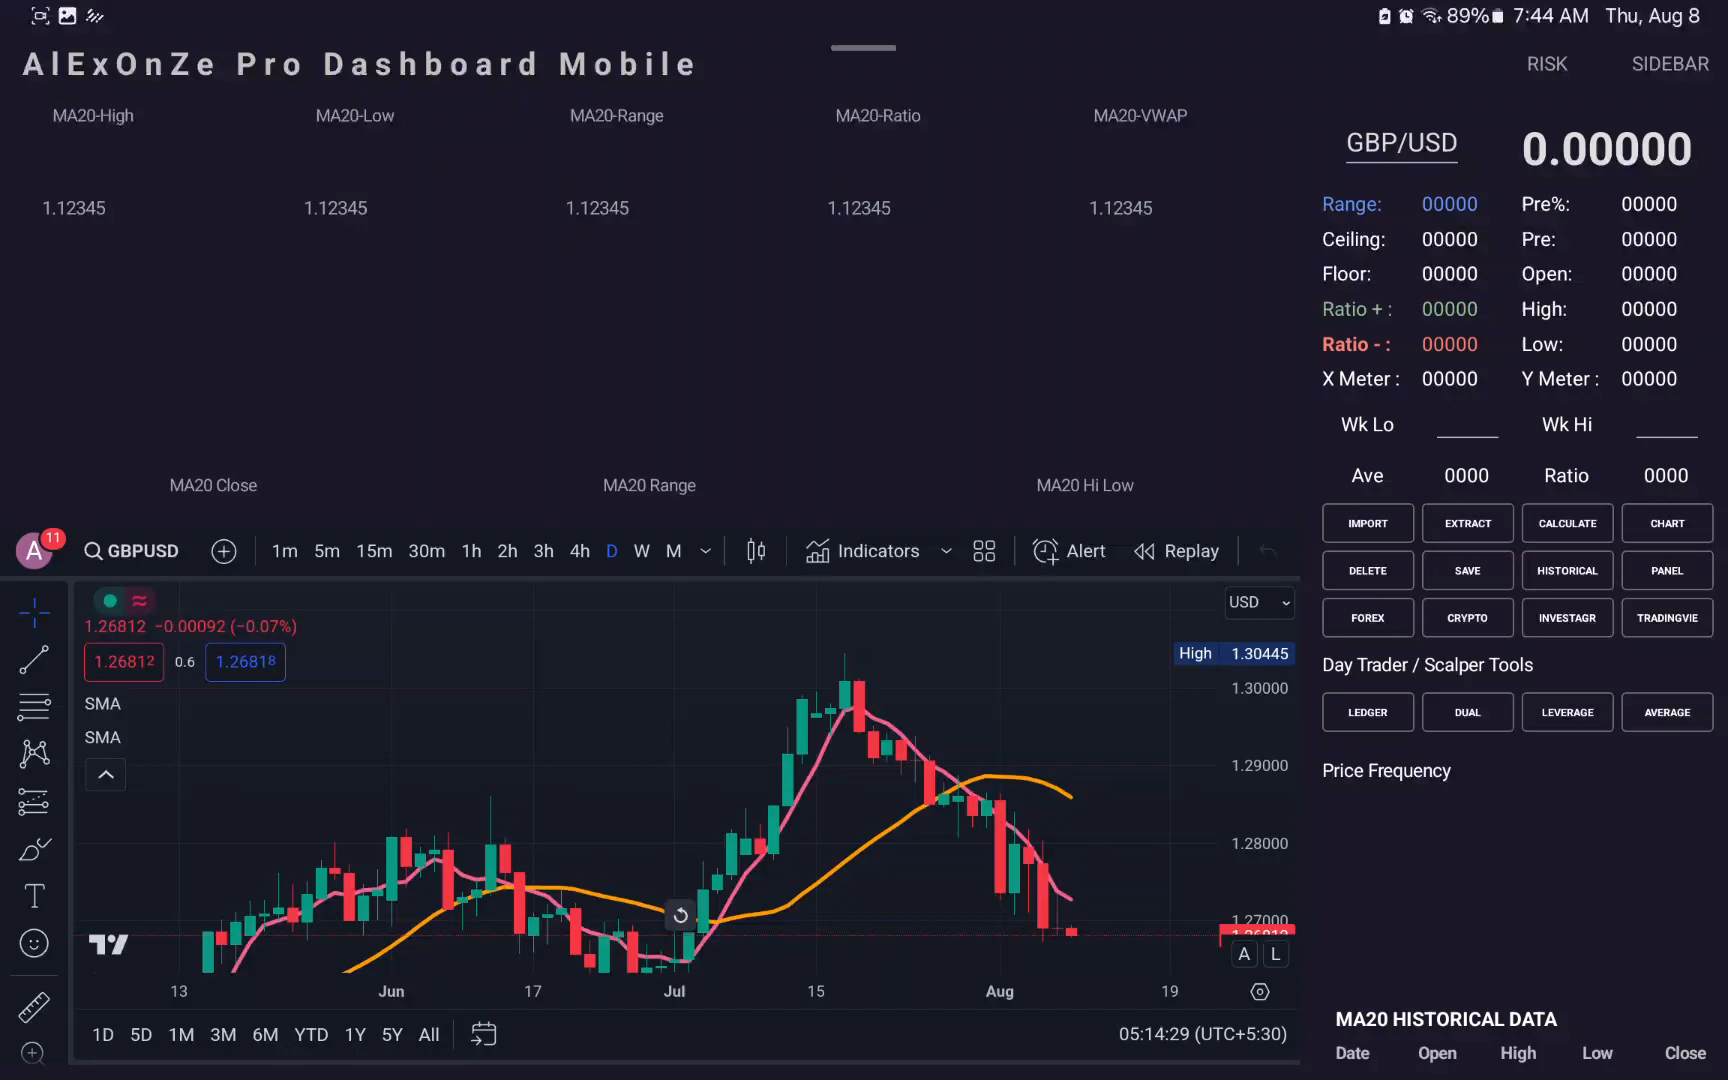 89% 7:44 AM Thu, Aug 8
AlExOnZe Pro Dashboard Mobile
RISK SIDEBAR
MA20-High MA20-Low MA20-Range MA20-Ratio MA20-VWAP
1.12345 1.12345 1.12345 1.12345 1.12345
MA20 Close MA20 Range MA20 Hi Low
GBP/USD 0.00000
Range: 00000 Pre%: 00000
Ceiling: 00000 Pre: 00000
Floor: 00000 Open: 00000
Ratio + : 00000 High: 00000
Ratio - : 00000 Low: 00000
X Meter : 00000 Y Meter : 00000
Wk Lo Wk Hi
Ave 0000 Ratio 0000
IMPORT EXTRACT CALCULATE CHART
DELETE SAVE HISTORICAL PANEL
FOREX CRYPTO INVESTAGR TRADINGVIE
Day Trader / Scalper Tools
LEDGER DUAL LEVERAGE AVERAGE
Price Frequency
MA20 HISTORICAL DATA
Date Open High Low Close
A 11 GBPUSD 1m 5m 15m 30m 1h 2h 3h 4h D W M Indicators Alert Replay
USD
1.26812 −0.00092 (−0.07%)
1.26812 0.6 1.26818
SMA
SMA
High 1.30445
1.30000
1.29000
1.28000
1.27000
1.26812
A L
13 Jun 17 Jul 15 Aug 19
1D 5D 1M 3M 6M YTD 1Y 5Y All 05:14:29 (UTC+5:30)